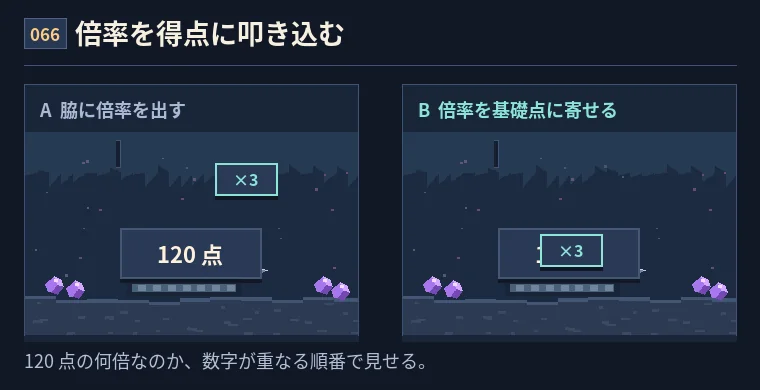 066 倍率を得点に叩き込む
A 脇に倍率を出す
×3
120 点
B 倍率を基礎点に寄せる
×3
120 点の何倍なのか、数字が重なる順番で見せる。